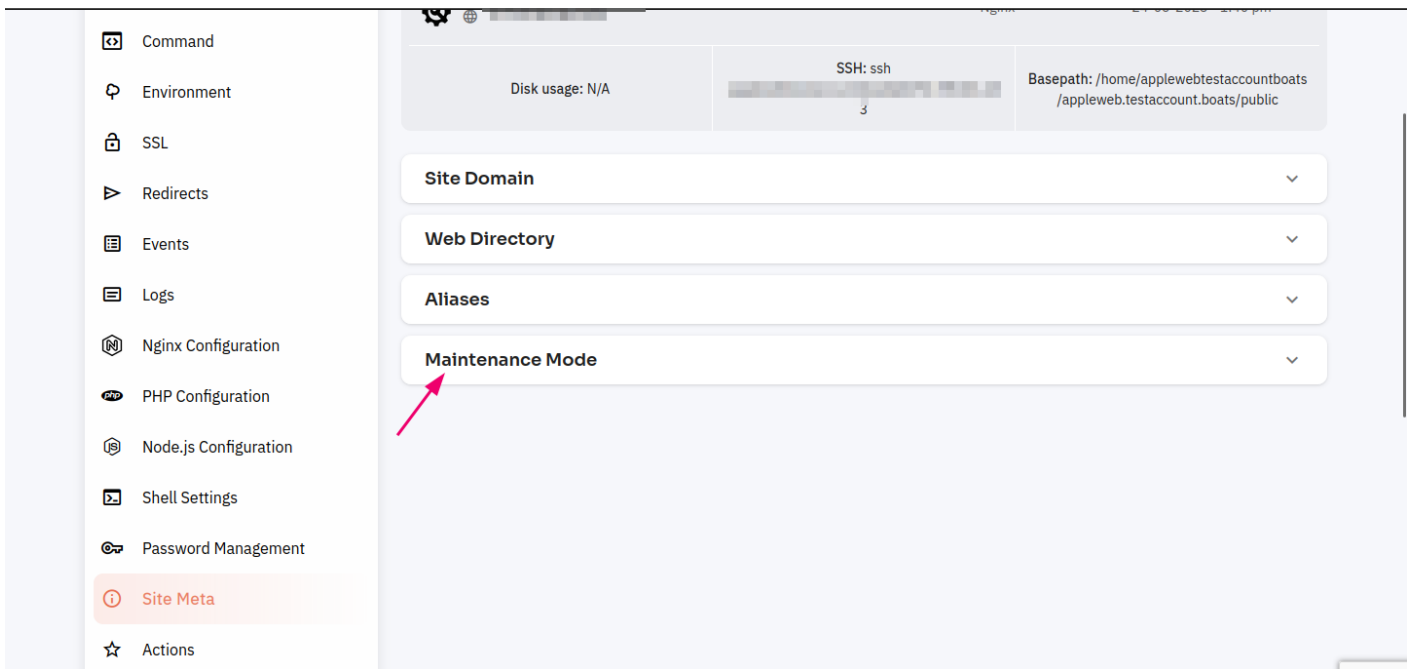 Command
Environment
SSL
Redirects
Events
Logs
Nginx Configuration
PHP Configuration
Node.js Configuration
Shell Settings
Password Management
Site Meta
Actions
Disk usage: N/A
SSH: ssh
3
Basepath: /home/applewebtestaccountboats
/appleweb.testaccount.boats/public
Site Domain
Web Directory
Aliases
Maintenance Mode